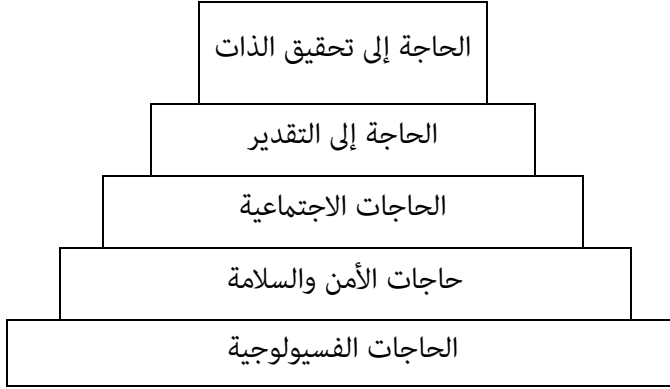 الحاجة إلى تحقيق الذات
الحاجة إلى التقدير
الحاجات الاجتماعية
حاجات الأمن والسلامة
الحاجات الفسيولوجية